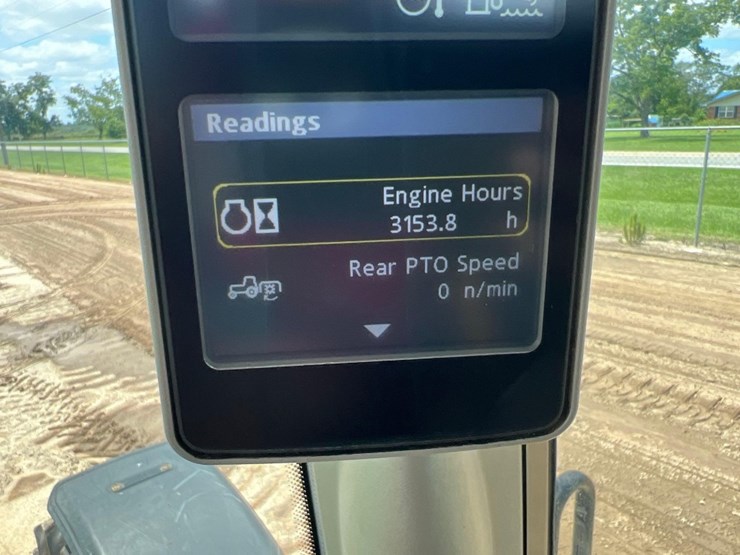 Readings
Engine Hours
3153.8 h
Rear PTO Speed
0 n/min